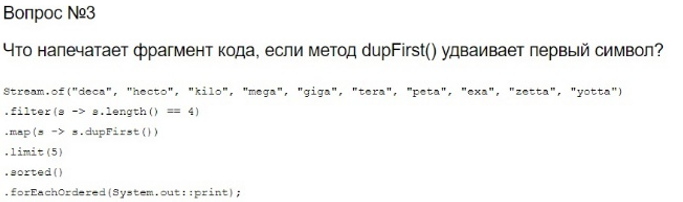 Вопрос №3
Что напечатает фрагмент кода, если метод dupFirst() удваивает первый символ?
Stream.of("deca", "hecto", "kilo", "mega", "giga", "tera", "peta", "exa", "zetta", "yotta")
.filter(s -> s.length() == 4)
.map(s -> s.dupFirst())
.limit(5)
.sorted()
.forEachOrdered(System.out::print);